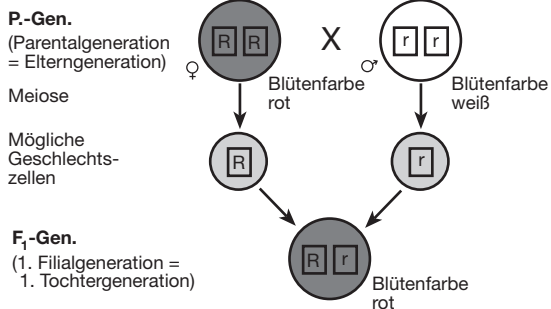 P.-Gen.
(Parentalgeneration
= Elterngeneration)
R R
X
r r
♀
♂
Blütenfarbe
rot
Blütenfarbe
weiß
Meiose
Mögliche
Geschlechts-
zellen
R
r
F1-Gen.
(1. Filialgeneration =
1. Tochtergeneration)
R r
Blütenfarbe
rot